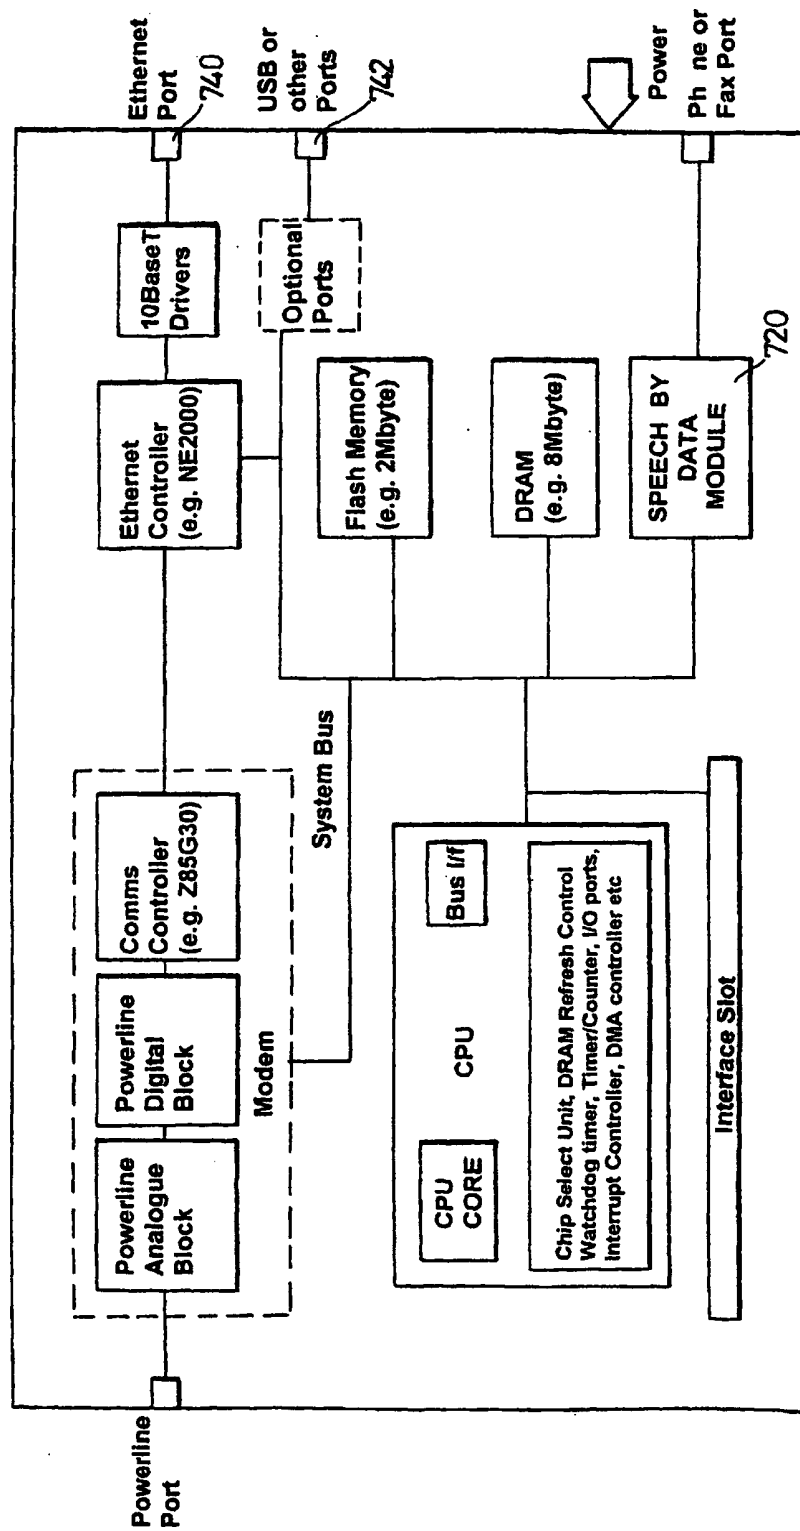 Powerline
Port
Powerline
Analogue
Block
Powerline
Digital
Block
Comms
Controller
(e.g. Z85G30)
Modem
Ethernet
Controller
(e.g. NE2000)
10BaseT
Drivers
Ethernet
Port
740
USB or
other
Ports
742
Optional
Ports
System Bus
Flash Memory
(e.g. 2Mbyte)
DRAM
(e.g. 8Mbyte)
SPEECH BY
DATA
MODULE
720
Power
Ph ne or
Fax Port
CPU
CORE
CPU
Bus I/f
Chip Select Unit, DRAM Refresh Control
Watchdog timer, Timer/Counter, I/O ports,
Interrupt Controller, DMA controller etc
Interface Slot